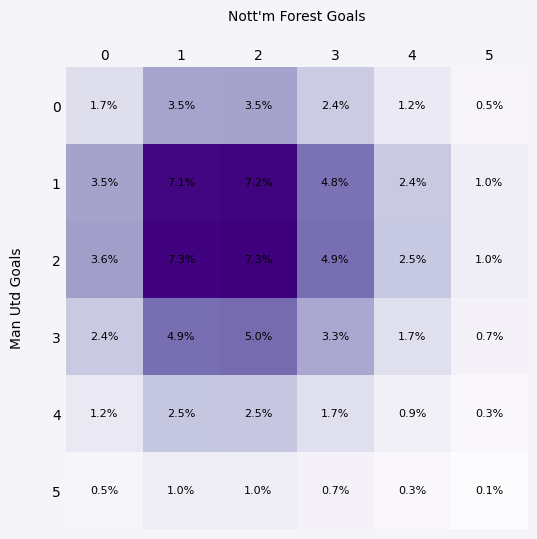 Nott'm Forest Goals
0 1 2 3 4 5
0 1.7% 3.5% 3.5% 2.4% 1.2% 0.5%
1 3.5% 7.1% 7.2% 4.8% 2.4% 1.0%
2 3.6% 7.3% 7.3% 4.9% 2.5% 1.0%
3 2.4% 4.9% 5.0% 3.3% 1.7% 0.7%
4 1.2% 2.5% 2.5% 1.7% 0.9% 0.3%
5 0.5% 1.0% 1.0% 0.7% 0.3% 0.1%
Man Utd Goals